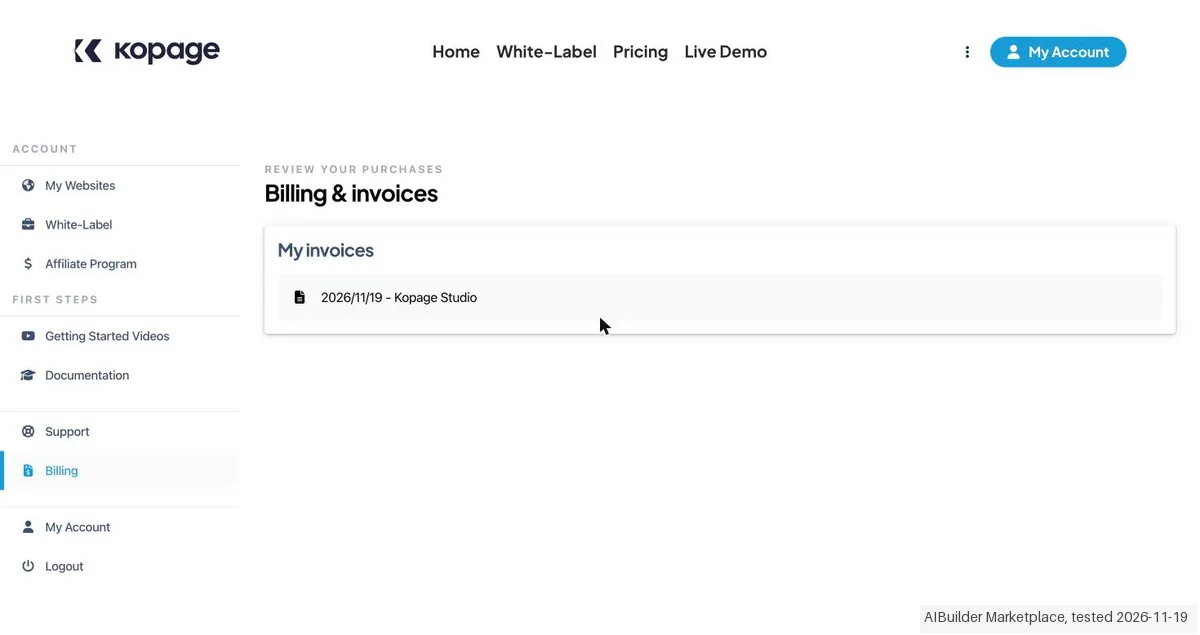 Kopage
Home White-Label Pricing Live Demo
My Account
ACCOUNT
My Websites
White-Label
Affiliate Program
FIRST STEPS
Getting Started Videos
Documentation
Support
Billing
My Account
Logout
REVIEW YOUR PURCHASES
Billing & invoices
My invoices
2026/11/19 - Kopage Studio
AIBuilder Marketplace, tested 2026-11-19